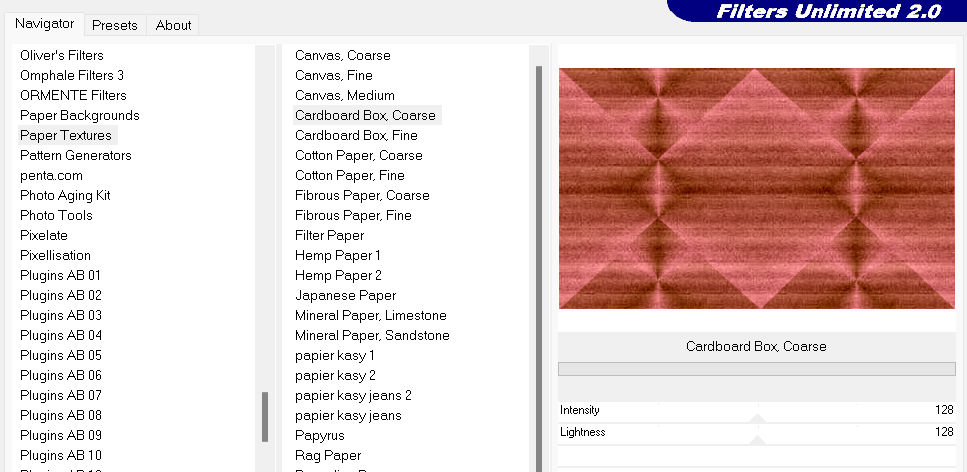 Filters Unlimited 2.0
Navigator Presets About
Oliver's Filters
Omphale Filters 3
ORMENTE Filters
Paper Backgrounds
Paper Textures
Pattern Generators
penta.com
Photo Aging Kit
Photo Tools
Pixelate
Pixellisation
Plugins AB 01
Plugins AB 02
Plugins AB 03
Plugins AB 04
Plugins AB 05
Plugins AB 06
Plugins AB 07
Plugins AB 08
Plugins AB 09
Plugins AB 10
Canvas, Coarse
Canvas, Fine
Canvas, Medium
Cardboard Box, Coarse
Cardboard Box, Fine
Cotton Paper, Coarse
Cotton Paper, Fine
Fibrous Paper, Coarse
Fibrous Paper, Fine
Filter Paper
Hemp Paper 1
Hemp Paper 2
Japanese Paper
Mineral Paper, Limestone
Mineral Paper, Sandstone
papier kasy 1
papier kasy 2
papier kasy jeans 2
papier kasy jeans
Papyrus
Rag Paper
Cardboard Box, Coarse
Intensity 128
Lightness 128